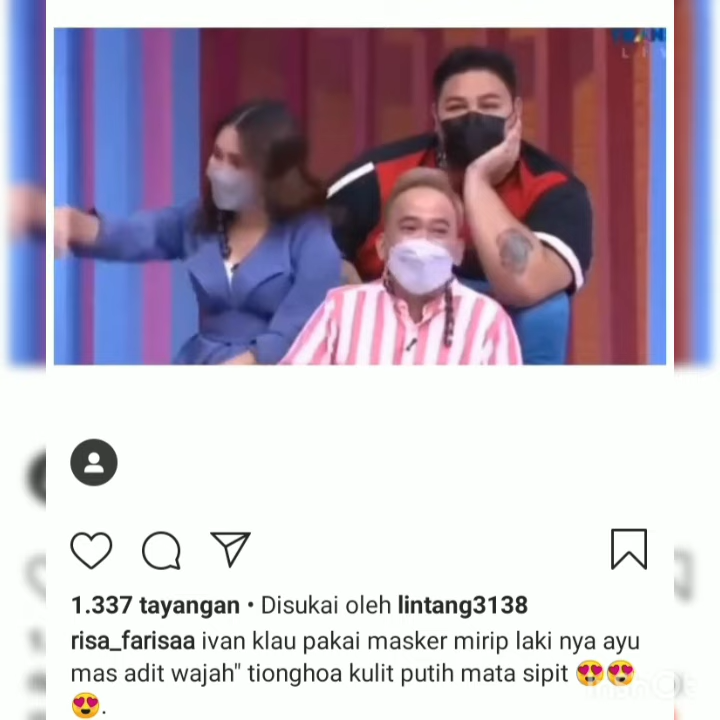 LIV
1.337 tayangan • Disukai oleh lintang3138
risa_farisaa ivan klau pakai masker mirip laki nya ayu
mas adit wajah" tionghoa kulit putih mata sipit 😍😍
😍.